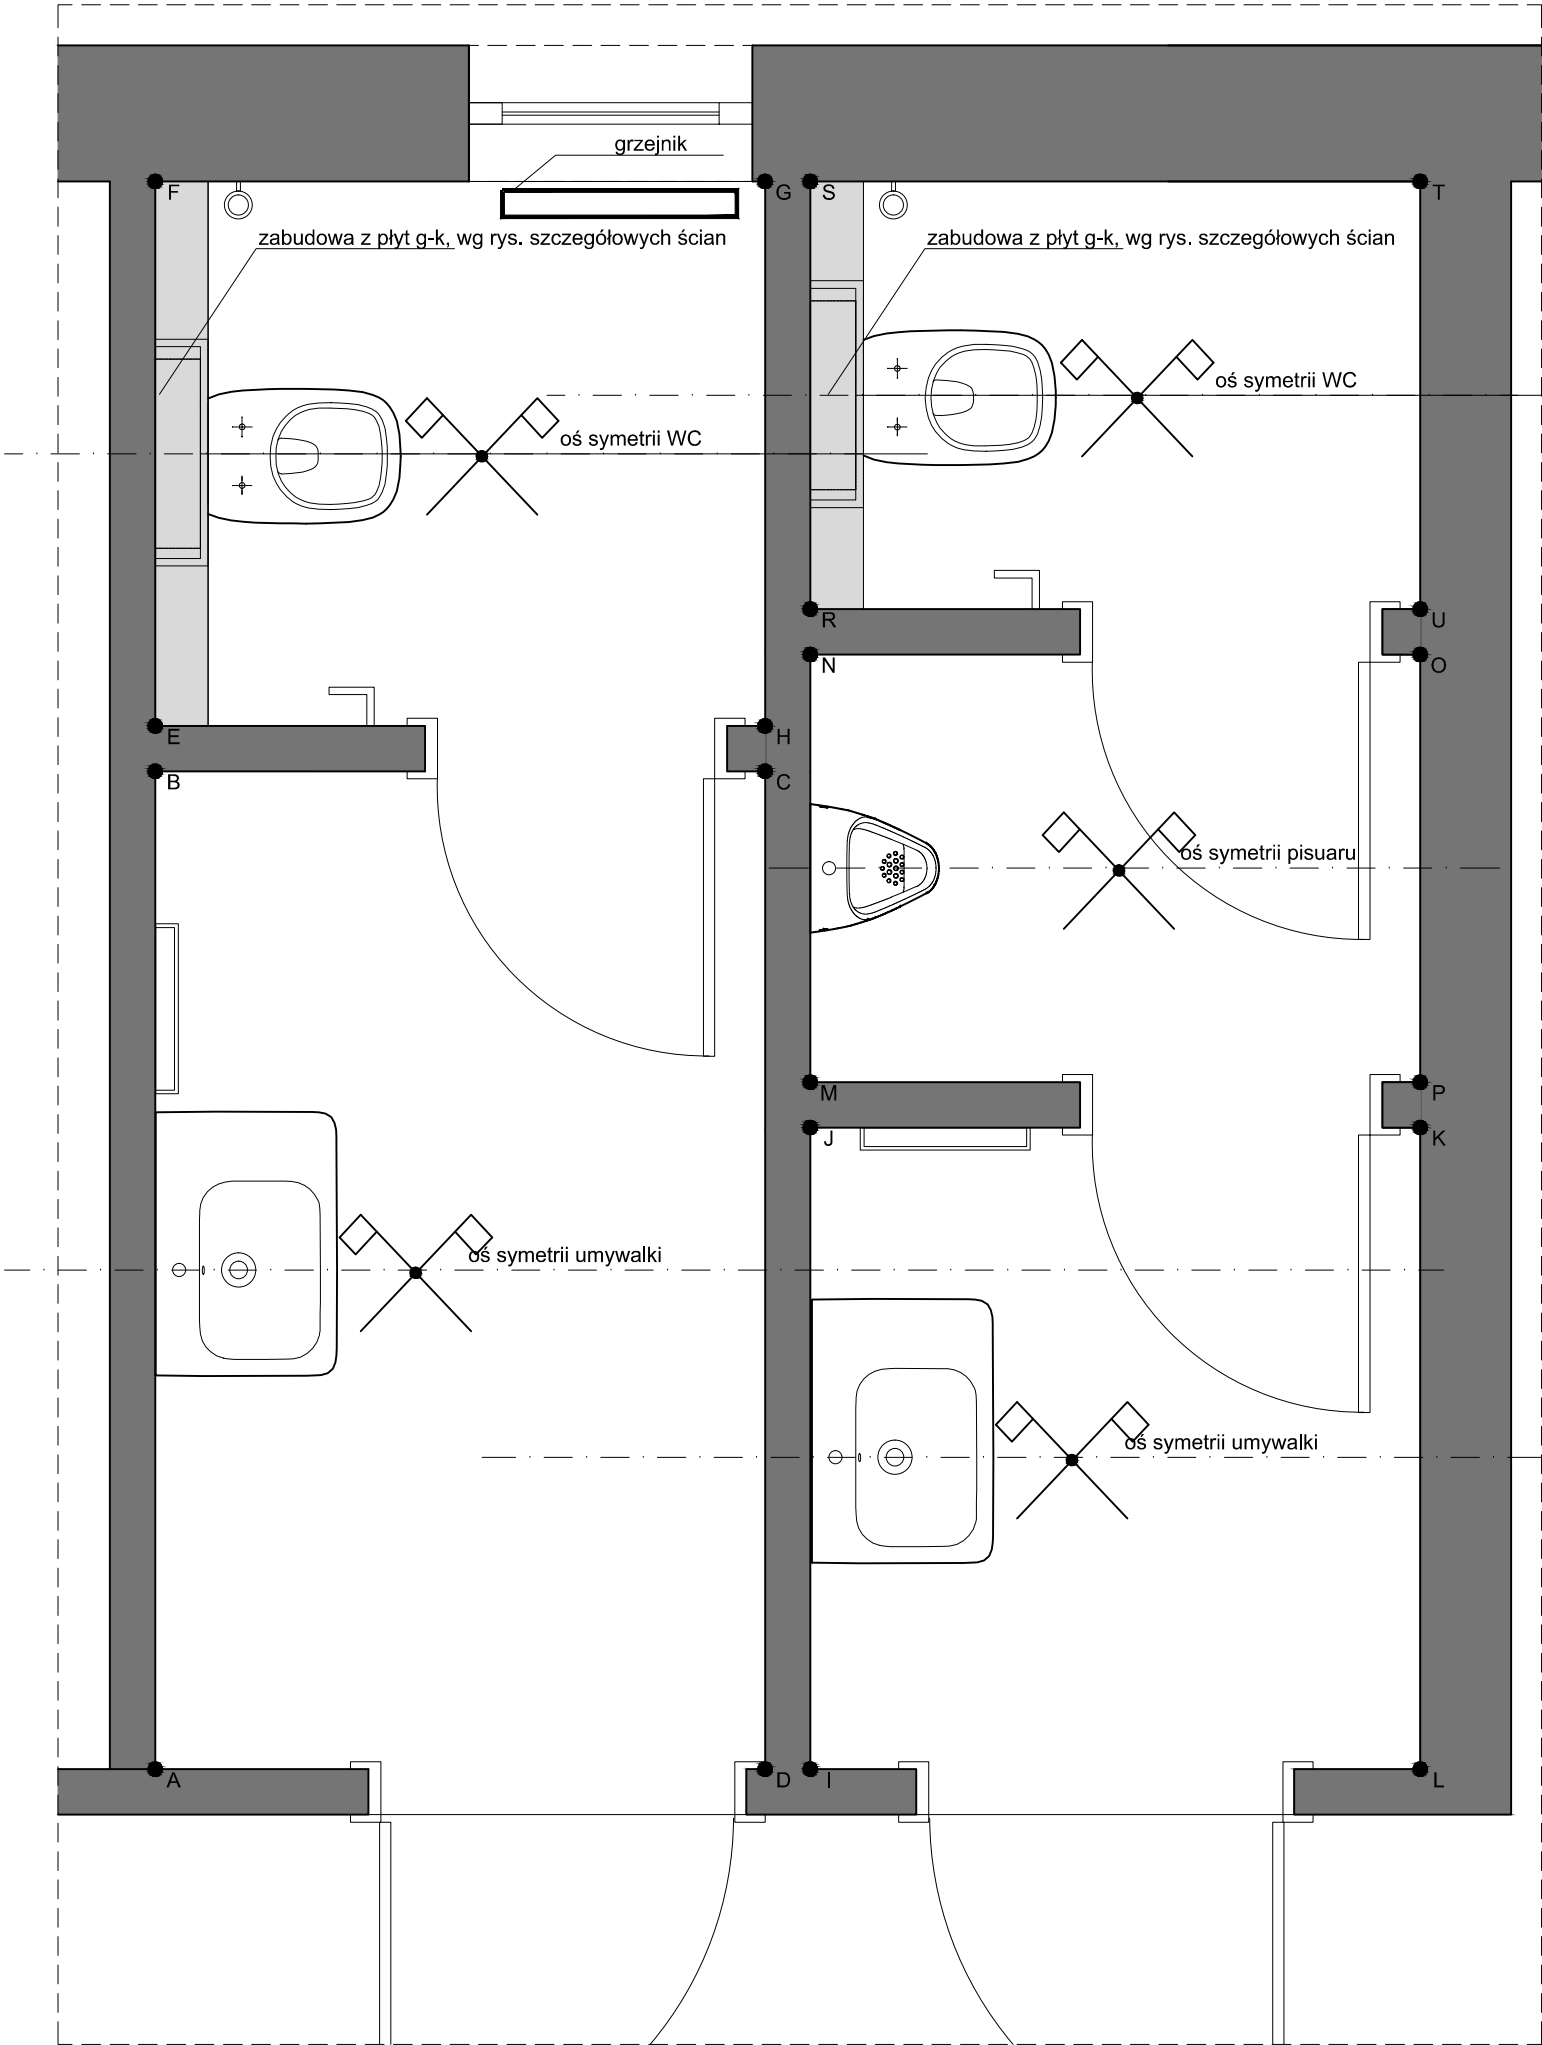 grzejnik
F
G
S
T
zabudowa z płyt g-k, wg rys. szczegółowych ścian
zabudowa z płyt g-k, wg rys. szczegółowych ścian
oś symetrii WC
oś symetrii WC
R
U
N
O
E
H
B
C
oś symetrii pisuaru
M
P
J
K
oś symetrii umywalki
oś symetrii umywalki
A
D
I
L